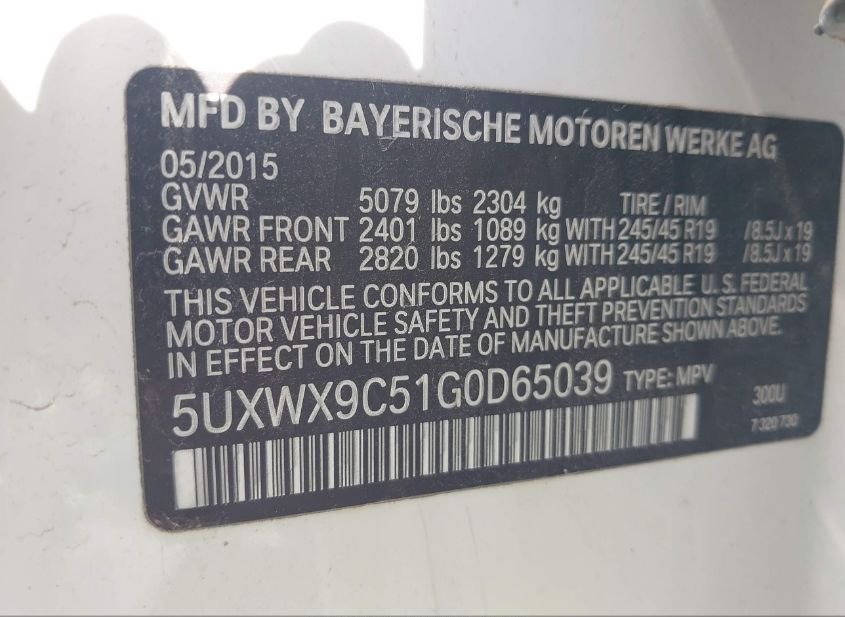 MFD BY BAYERISCHE MOTOREN WERKE AG
05/2015
GVWR 5079 lbs 2304 kg TIRE / RIM
GAWR FRONT 2401 lbs 1089 kg WITH 245/45 R19 / 8.5J x 19
GAWR REAR 2820 lbs 1279 kg WITH 245/45 R19 / 8.5J x 19
THIS VEHICLE CONFORMS TO ALL APPLICABLE U. S. FEDERAL
MOTOR VEHICLE SAFETY AND THEFT PREVENTION STANDARDS
IN EFFECT ON THE DATE OF MANUFACTURE SHOWN ABOVE.
5UXWX9C51G0D65039 TYPE: MPV 300U
7 320 730